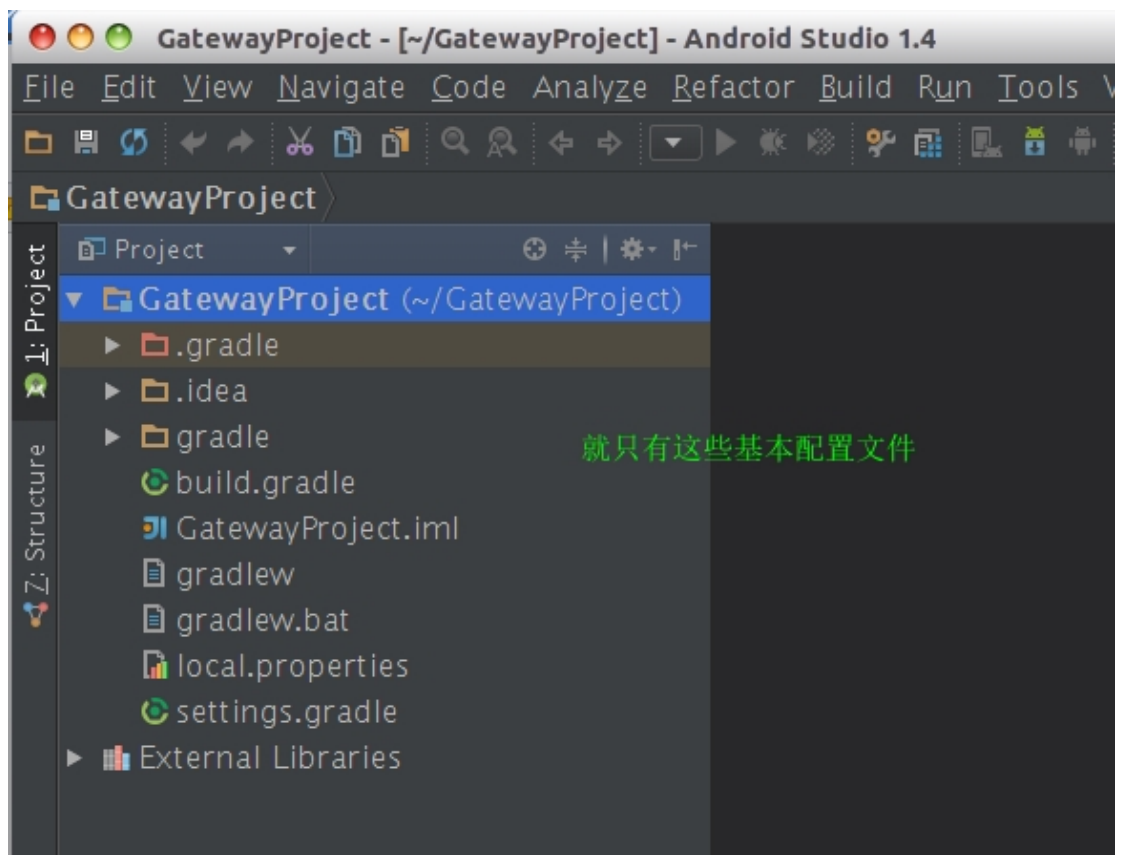 GatewayProject - [~/GatewayProject] - Android Studio 1.4
File Edit View Navigate Code Analyze Refactor Build Run Tools
GatewayProject
1: Project
Z: Structure
Project
GatewayProject (~/GatewayProject)
.gradle
.idea
gradle
就只有这些基本配置文件
build.gradle
GatewayProject.iml
gradlew
gradlew.bat
local.properties
settings.gradle
External Libraries